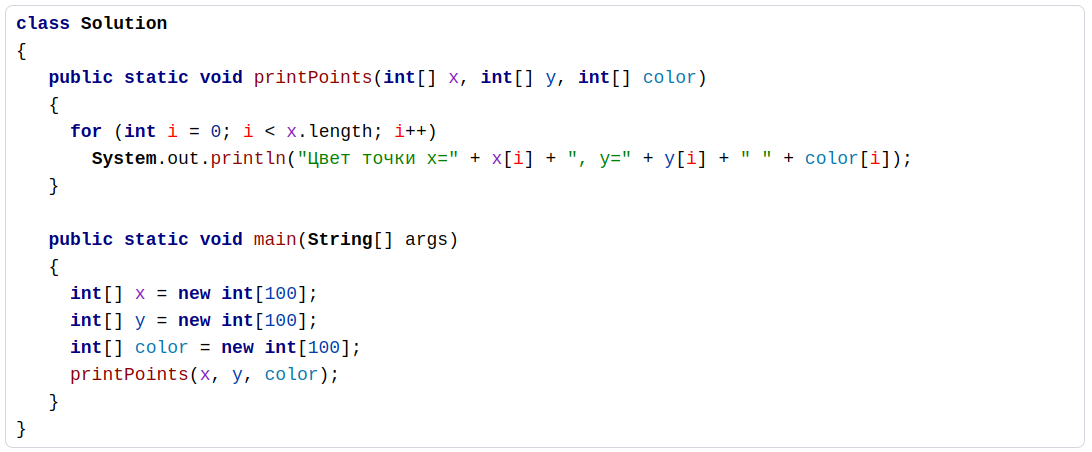 class Solution
{
public static void printPoints(int[] x, int[] y, int[] color)
{
for (int i = 0; i < x.length; i++)
System.out.println("Цвет точки x=" + x[i] + ", y=" + y[i] + " " + color[i]);
}
public static void main(String[] args)
{
int[] x = new int[100];
int[] y = new int[100];
int[] color = new int[100];
printPoints(x, y, color);
}
}